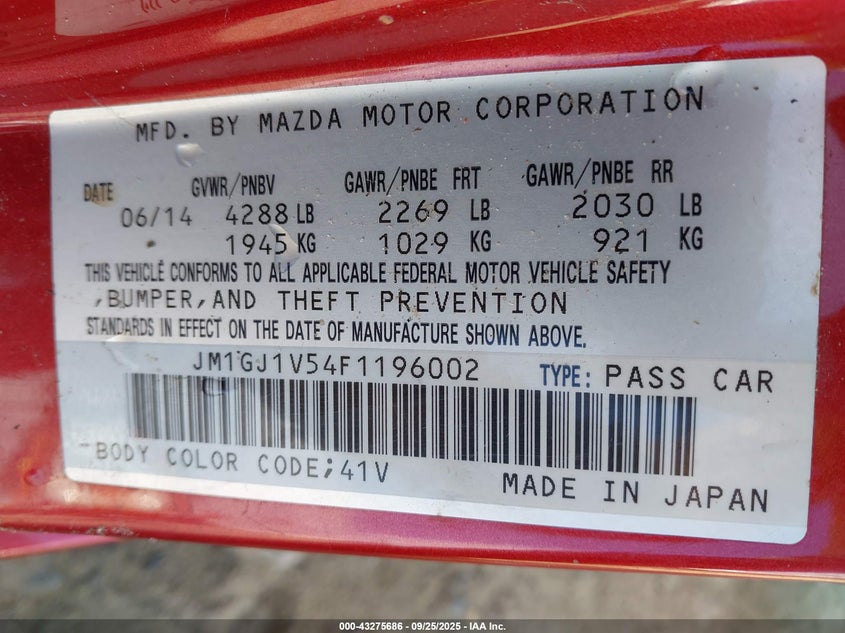 MFD. BY MAZDA MOTOR CORPORATION
DATE GVWR/PNBV GAWR/PNBE FRT GAWR/PNBE RR
06/14 4288 LB 2269 LB 2030 LB
1945 KG 1029 KG 921 KG
THIS VEHICLE CONFORMS TO ALL APPLICABLE FEDERAL MOTOR VEHICLE SAFETY
,BUMPER,AND THEFT PREVENTION
STANDARDS IN EFFECT ON THE DATE OF MANUFACTURE SHOWN ABOVE.
JM1GJ1V54F1196002 TYPE: PASS CAR
BODY COLOR CODE;41V
MADE IN JAPAN
000-43275686 - 09/25/2025 - IAA Inc.